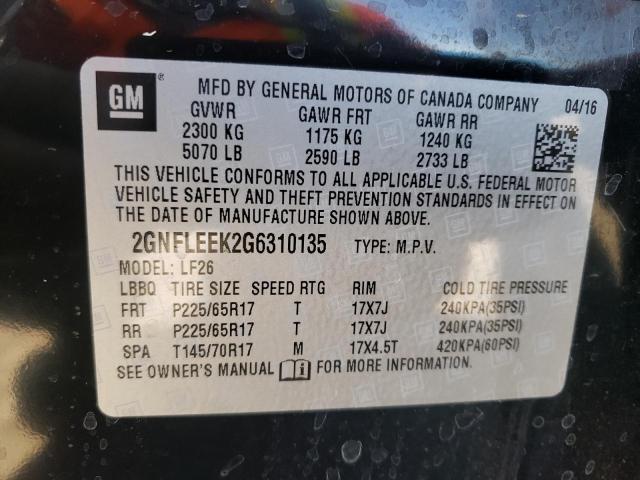 GM ® MFD BY GENERAL MOTORS OF CANADA COMPANY 04/16
GVWR GAWR FRT GAWR RR
2300 KG 1175 KG 1240 KG
5070 LB 2590 LB 2733 LB
THIS VEHICLE CONFORMS TO ALL APPLICABLE U.S. FEDERAL MOTOR
VEHICLE SAFETY AND THEFT PREVENTION STANDARDS IN EFFECT ON
THE DATE OF MANUFACTURE SHOWN ABOVE.
2GNFLEEK2G6310135 TYPE: M.P.V.
MODEL: LF26
LBBQ TIRE SIZE SPEED RTG RIM COLD TIRE PRESSURE
FRT P225/65R17 T 17X7J 240KPA(35PSI)
RR P225/65R17 T 17X7J 240KPA(35PSI)
SPA T145/70R17 M 17X4.5T 420KPA(60PSI)
SEE OWNER'S MANUAL FOR MORE INFORMATION.